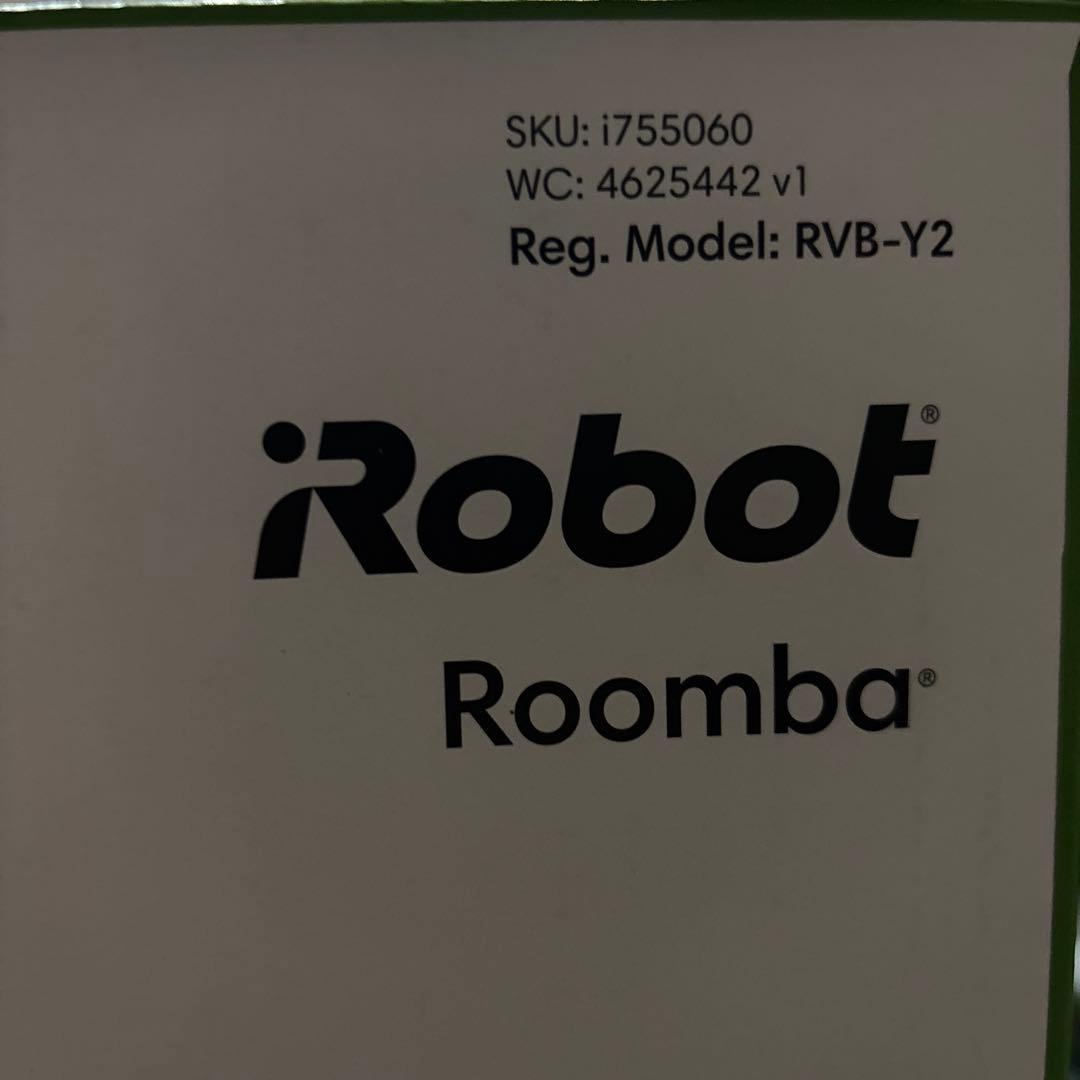 SKU: i755060
WC: 4625442 v1
Reg. Model: RVB-Y2
iRobot®
Roomba®